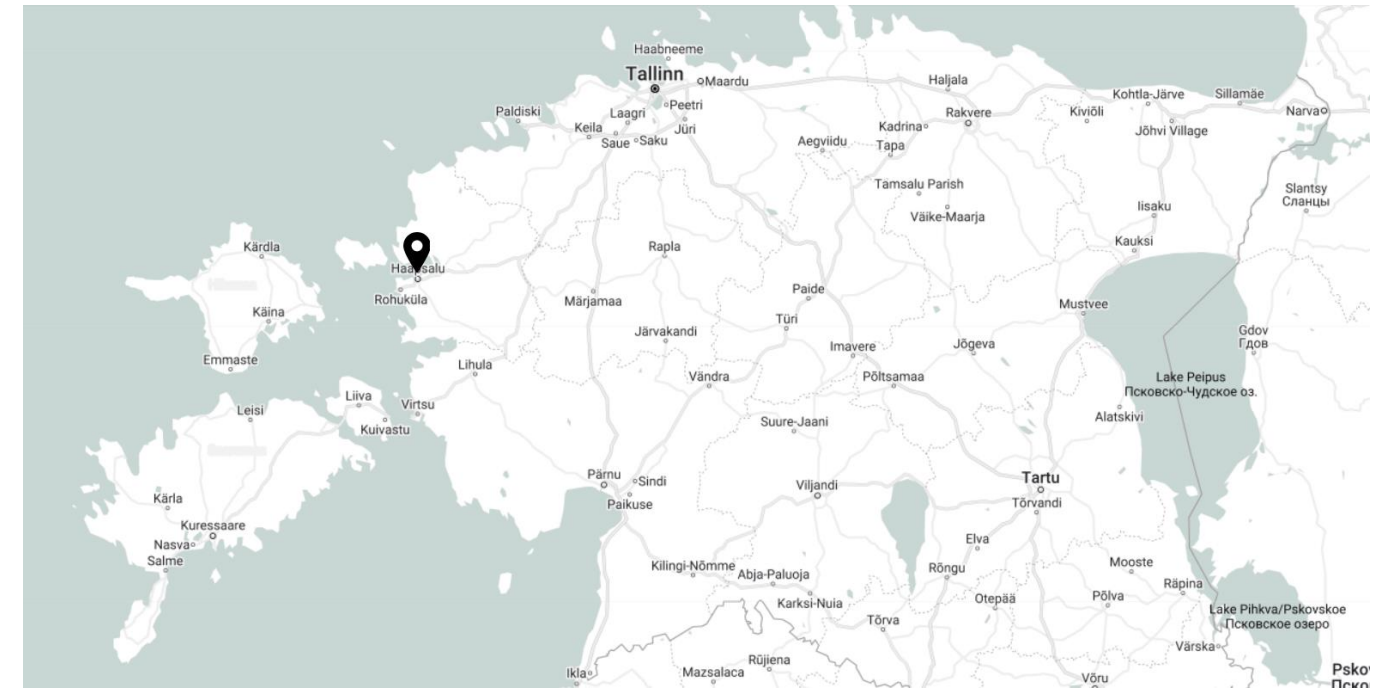 Haabneeme
Tallinn
Maardu
Paldiski
Laagri
Peetri
Keila
Jüri
Saue
Saku
Haljala
Rakvere
Kadrina
Aegviidu
Tapa
Kohtla-Järve
Sillamäe
Kiviõli
Narva
Jõhvi Village
Tamsalu Parish
Väike-Maarja
Slantsy
Сланцы
Iisaku
Kauksi
Kärdla
Rapla
Haapsalu
Rohuküla
Märjamaa
Paide
Käina
Türi
Mustvee
Järvakandi
Gdov
Гдов
Emmaste
Lihula
Imavere
Jõgeva
Vändra
Põltsamaa
Lake Peipus
Псковско-Чудское оз.
Liiva
Virtsu
Leisi
Kuivastu
Suure-Jaani
Alatskivi
Pärnu
Sindi
Paikuse
Viljandi
Tartu
Tõrvandi
Kärla
Kuressaare
Nasva
Salme
Elva
Kilingi-Nõmme
Abja-Paluoja
Rõngu
Mooste
Räpina
Karksi-Nuia
Otepää
Põlva
Tõrva
Lake Pihkva/Pskovskoe
Псковское озеро
Värska
Ikla
Mazsalaca
Rūjiena
Võru